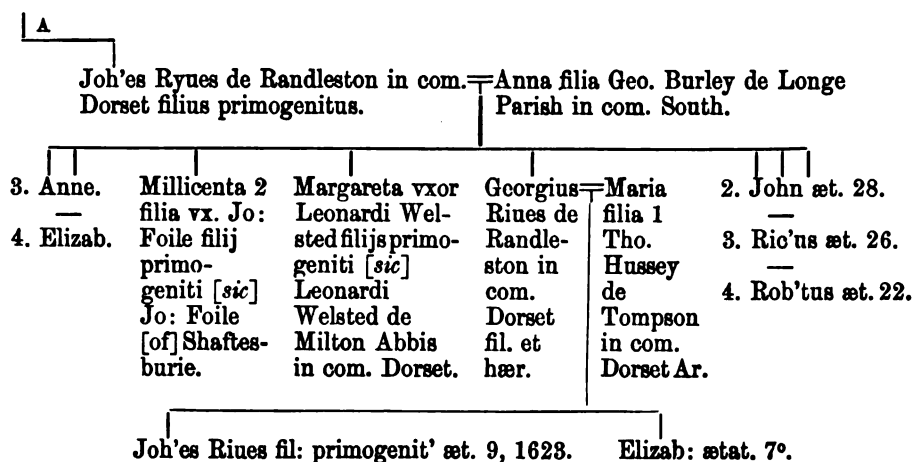 A
Joh'es Ryues de Randleston in com.
Dorset filius primogenitus.
Anna filia Geo. Burley de Longe
Parish in com. South.
3. Anne.
—
4. Elizab.
Millicenta 2
filia vx. Jo:
Foile filij
primo-
geniti [sic]
Jo: Foile
[of] Shaftes-
burie.
Margareta vxor
Leonardi Wel-
sted filijs primo-
geniti [sic]
Leonardi
Welsted de
Milton Abbis
in com. Dorset.
Georgius
Riues de
Randle-
ston in
com.
Dorset
fil. et
hær.
Maria
filia 1
Tho.
Hussey
de
Tompson
in com.
Dorset Ar.
2. John æt. 28.
—
3. Ric'us æt. 26.
—
4. Rob'tus æt. 22.
Joh'es Riues fil: primogenit' æt. 9, 1623.
Elizab: ætat. 7º.